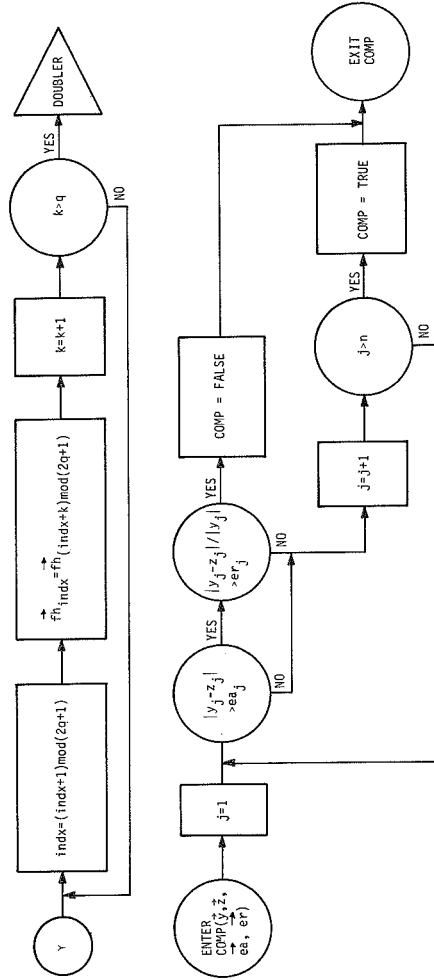 Y
indx=(indx+1)mod(2q+1)
→ →
fh_indx=fh_(indx+k)mod(2q+1)
k=k+1
k>q
YES
NO
DOUBLER
ENTER
COMP(y⃗,z⃗,
→ →
ea, er)
j=1
|y_j-z_j|
>ea_j
YES
NO
|y_j-z_j|/|y_j|
>er_j
YES
NO
COMP = FALSE
j=j+1
j>n
YES
NO
COMP = TRUE
EXIT
COMP